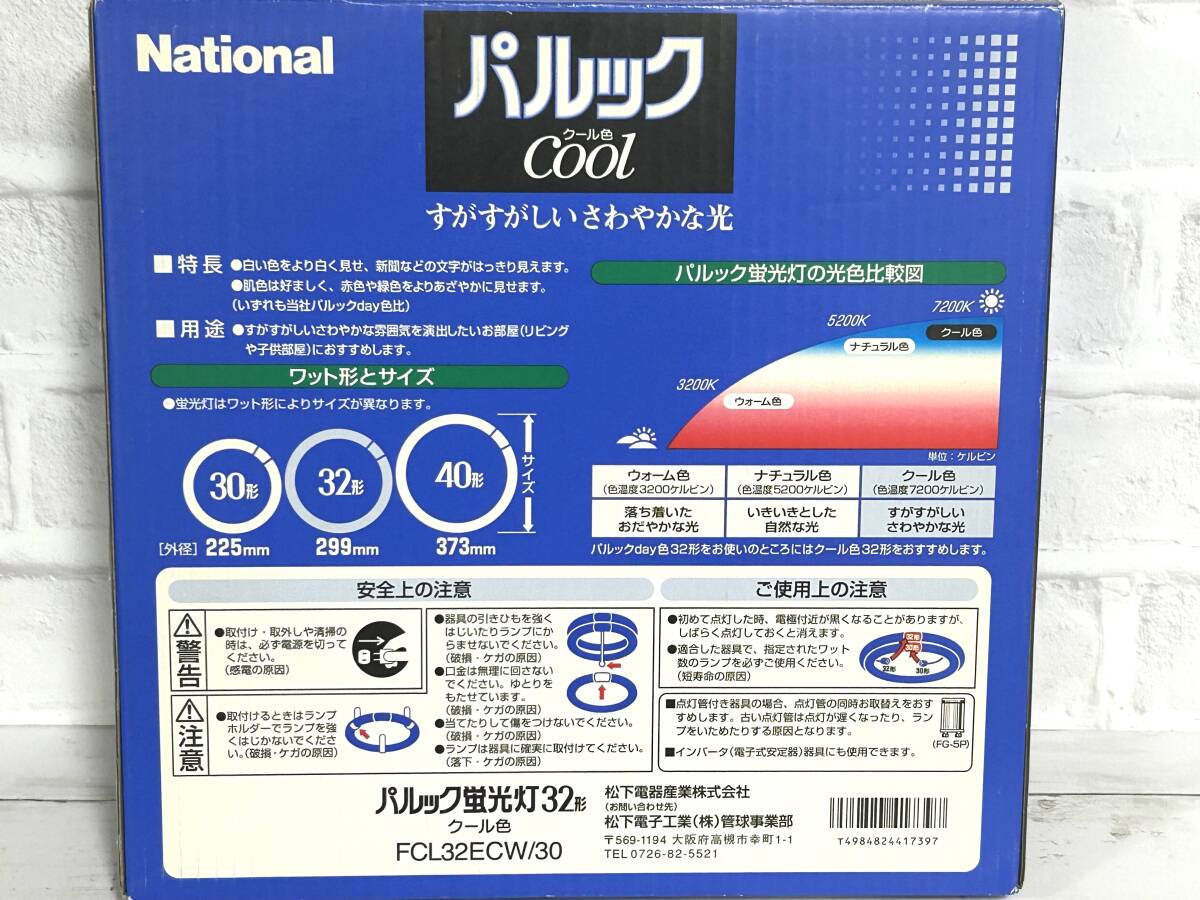 National
パルック
クール色
cool
すがすがしいさわやかな光
■特長 ●白い色をより白く見せ、新聞などの文字がはっきり見えます。
●肌色は好ましく、赤色や緑色をよりあざやかに見せます。
(いずれも当社パルックday色比)
■用途 ●すがすがしいさわやかな雰囲気を演出したいお部屋(リビング
や子供部屋)におすすめします。
ワット形とサイズ
●蛍光灯はワット形によりサイズが異なります。
30形
32形
40形
サイズ
[外径] 225mm 299mm 373mm
パルック蛍光灯の光色比較図
7200K
5200K
クール色
ナチュラル色
3200K
ウォーム色
単位:ケルビン
ウォーム色 ナチュラル色 クール色
(色温度3200ケルビン) (色温度5200ケルビン) (色温度7200ケルビン)
落ち着いた いきいきとした すがすがしい
おだやかな光 自然な光 さわやかな光
パルックday色32形をお使いのところにはクール色32形をおすすめします。
安全上の注意
警告
●取付け・取外しや清掃の
時は、必ず電源を切って
ください。
(感電の原因)
注意
●取付けるときはランプ
ホルダーでランプを強
くはじかないでくださ
い。(破損・ケガの原因)
●器具の引きひもを強く
はじいたりランプにか
らませないでください。
(破損・ケガの原因)
●口金は無理に回さない
でください。ゆとりを
もたせています。
(破損・ケガの原因)
●当てたりして傷をつけないでください。
(破損・ケガの原因)
●ランプは器具に確実に取付けてください。
(落下・ケガの原因)
ご使用上の注意
●初めて点灯した時、電極付近が黒くなることがありますが、
しばらく点灯しておくと消えます。
●適合した器具で、指定されたワット
数のランプを必ずご使用ください。
(短寿命の原因)
32形
30形
32形
30形
■点灯管付き器具の場合、点灯管の同時お取替えをおす
すめします。古い点灯管は点灯が遅くなったり、ラン
プをいためたりする原因となります。
(FG-5P)
■インバータ(電子式安定器)器具にも使用できます。
パルック蛍光灯32形
クール色
FCL32ECW/30
松下電器産業株式会社
(お問い合わせ先)
松下電子工業(株)管球事業部
〒569-1194 大阪府高槻市幸町1-1
TEL 0726-82-5521
T4984824417397